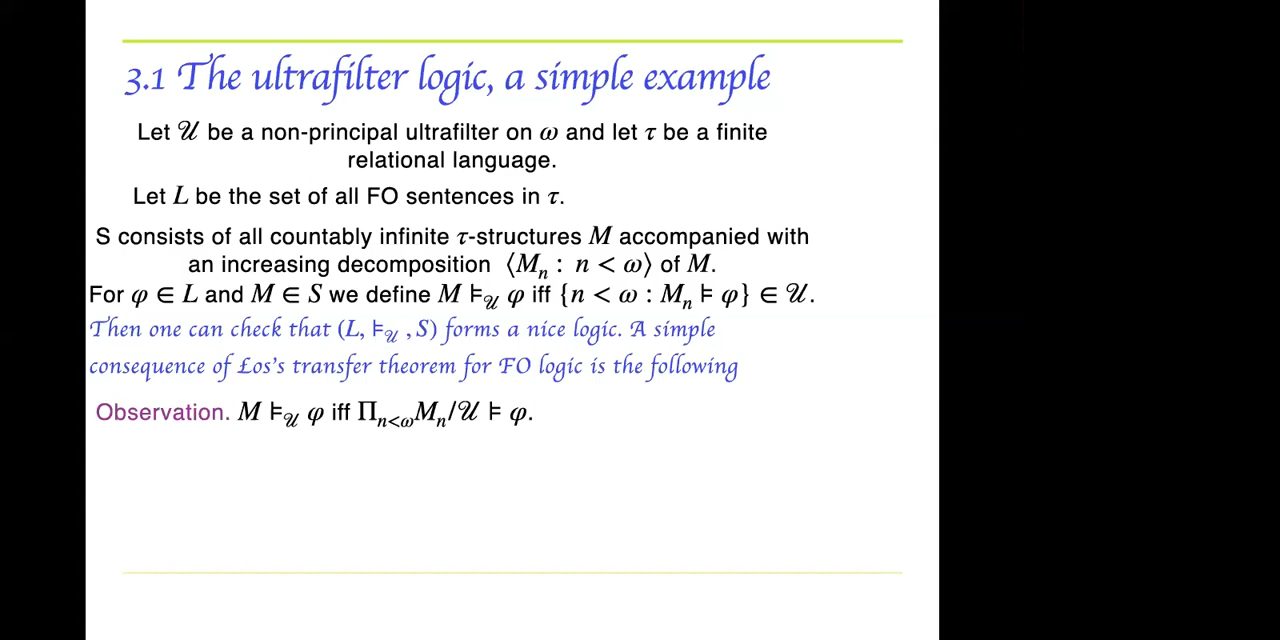 3.1 The ultrafilter logic, a simple example
Let 𝒰 be a non-principal ultrafilter on ω and let τ be a finite
relational language.
Let L be the set of all FO sentences in τ.
S consists of all countably infinite τ-structures M accompanied with
an increasing decomposition ⟨Mₙ : n < ω⟩ of M.
For φ ∈ L and M ∈ S we define M ⊨_𝒰 φ iff {n < ω : Mₙ ⊨ φ} ∈ 𝒰.
Then one can check that (L, ⊨_𝒰 , S) forms a nice logic. A simple
consequence of Łos's transfer theorem for FO logic is the following
Observation. M ⊨_𝒰 φ iff Π_{n<ω}Mₙ/𝒰 ⊨ φ.